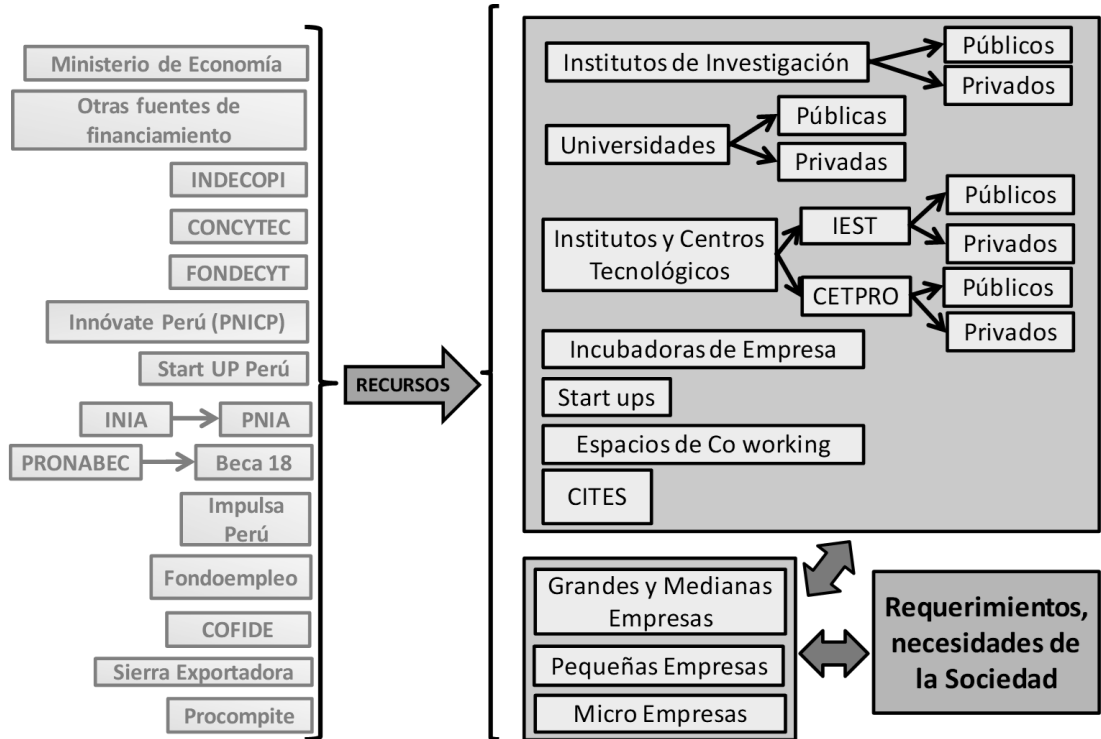 Ministerio de Economía
Otras fuentes de
financiamiento
INDECOPI
CONCYTEC
FONDECYT
Innóvate Perú (PNICP)
Start UP Perú
INIA
PNIA
PRONABEC
Beca 18
Impulsa
Perú
Fondoempleo
COFIDE
Sierra Exportadora
Procompite
RECURSOS
Institutos de Investigación
Públicos
Privados
Universidades
Públicas
Privadas
Institutos y Centros
Tecnológicos
IEST
Públicos
Privados
CETPRO
Públicos
Privados
Incubadoras de Empresa
Start ups
Espacios de Co working
CITES
Grandes y Medianas
Empresas
Pequeñas Empresas
Micro Empresas
Requerimientos,
necesidades de
la Sociedad